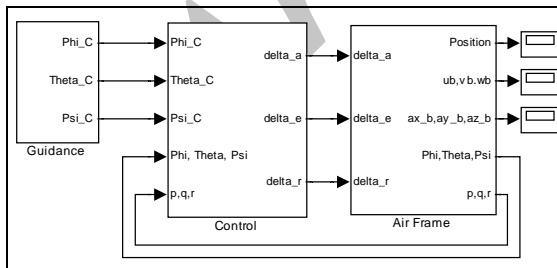 Phi_C
Theta_C
Psi_C
Guidance
Phi_C
Theta_C
Psi_C
Phi, Theta, Psi
p,q,r
delta_a
delta_e
delta_r
Control
delta_a
delta_e
delta_r
Position
ub,vb.wb
ax_b,ay_b,az_b
Phi,Theta,Psi
p,q,r
Air Frame